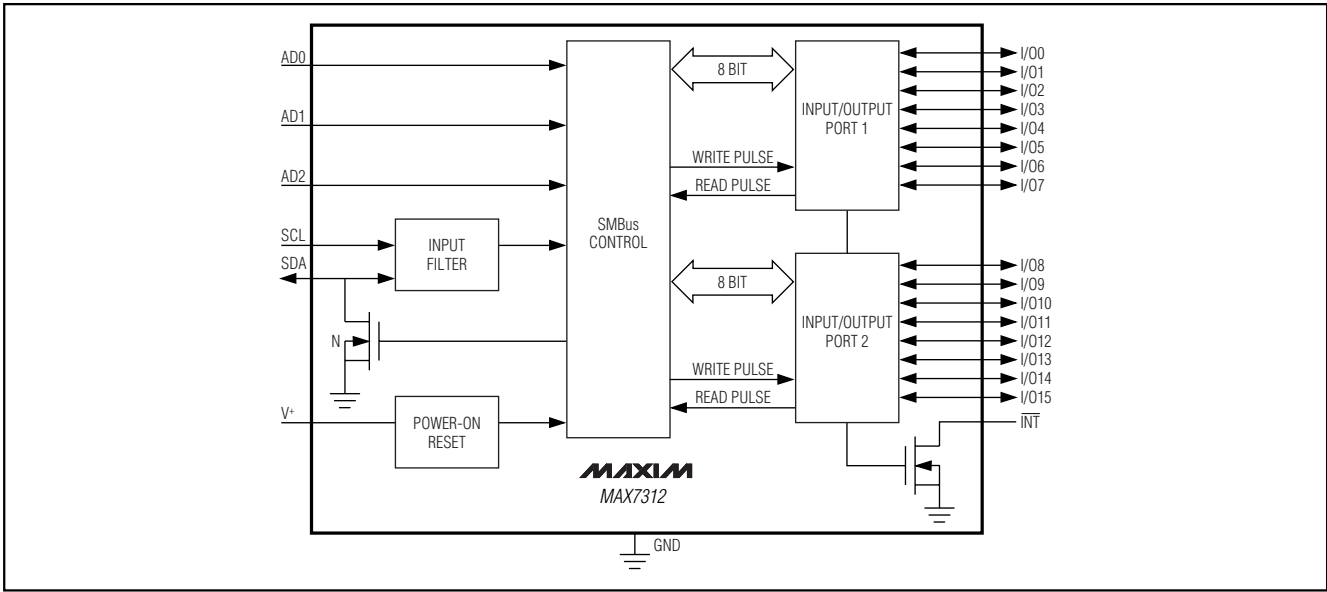 AD0
AD1
AD2
SCL
SDA
N
V+
INPUT
FILTER
POWER-ON
RESET
SMBus
CONTROL
8 BIT
WRITE PULSE
READ PULSE
8 BIT
WRITE PULSE
READ PULSE
INPUT/OUTPUT
PORT 1
INPUT/OUTPUT
PORT 2
I/O0
I/O1
I/O2
I/O3
I/O4
I/O5
I/O6
I/O7
I/O8
I/O9
I/O10
I/O11
I/O12
I/O13
I/O14
I/O15
INT
MAXIM
MAX7312
GND